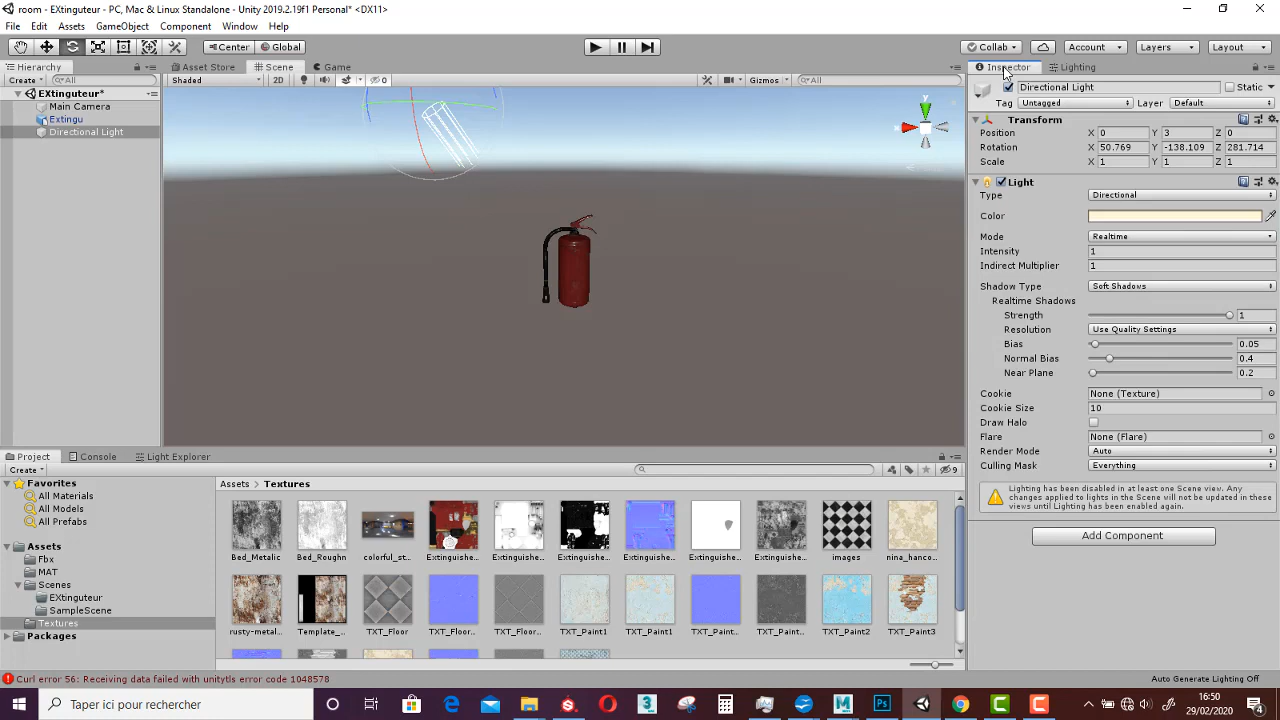 room - EXtinguteur - PC, Mac & Linux Standalone - Unity 2019.2.19f1 Personal* <DX11>
File Edit Assets GameObject Component Window Help
Center Global Collab Account Layers Layout
Hierarchy Asset Store Scene Game Inspector Lighting
Create All Shaded 2D 0 Gizmos All Directional Light Static
EXtinguteur* Tag Untagged Layer Default
Main Camera
Extingu
Directional Light
y
x
Transform
Position X 0 Y 3 Z 0
Rotation X 50.769 Y -138.109 Z 281.714
Scale X 1 Y 1 Z 1
Light
Type Directional
Color
Mode Realtime
Intensity 1
Indirect Multiplier 1
Shadow Type Soft Shadows
Realtime Shadows
Strength 1
Resolution Use Quality Settings
Bias 0.05
Normal Bias 0.4
Near Plane 0.2
Cookie None (Texture)
Cookie Size 10
Draw Halo
Flare None (Flare)
Render Mode Auto
Culling Mask Everything
Lighting has been disabled in at least one Scene view. Any
changes applied to lights in the Scene will not be updated in these
views until Lighting has been enabled again.
Add Component
Project Console Light Explorer
Create 9
Favorites
All Materials
All Models
All Prefabs
Assets
Fbx
MAT
Scenes
EXtinguteur
SampleScene
Textures
Packages
Assets > Textures
Bed_Metalic Bed_Roughn colorful_st... Extinguishe... Extinguishe... Extinguishe... Extinguishe... Extinguishe... Extinguishe... images nina_hanco...
rusty-metal... Template_... TXT_Floor TXT_Floor... TXT_Floor... TXT_Paint1 TXT_Paint1 TXT_Paint... TXT_Paint... TXT_Paint2 TXT_Paint3
Curl error 56: Receiving data failed with unitytls error code 1048578
Auto Generate Lighting Off
Taper ici pour rechercher
16:50
29/02/2020
4